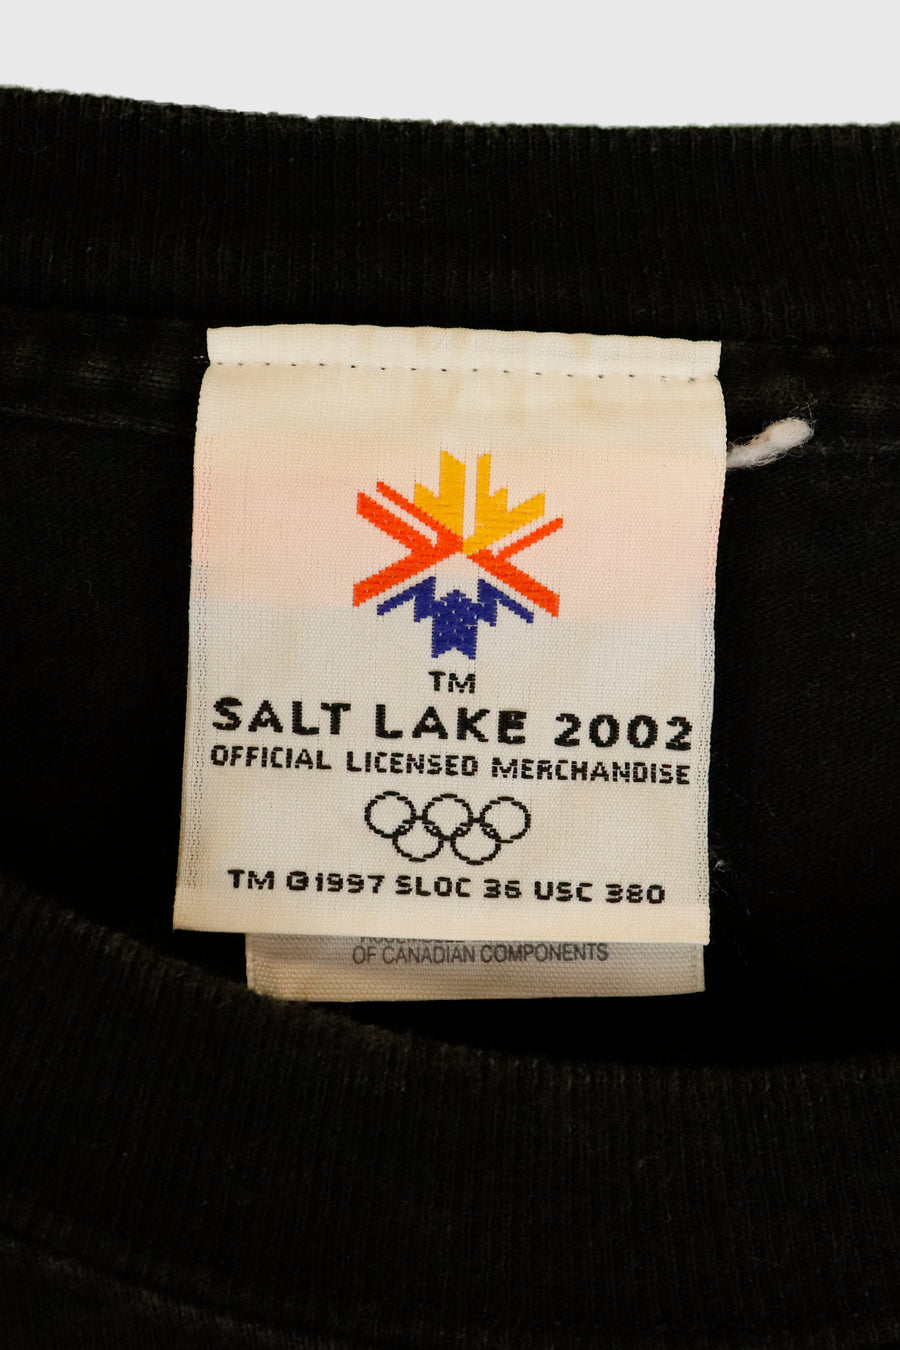 TM
SALT LAKE 2002
OFFICIAL LICENSED MERCHANDISE
TM ©1997 SLOC 36 USC 380
OF CANADIAN COMPONENTS